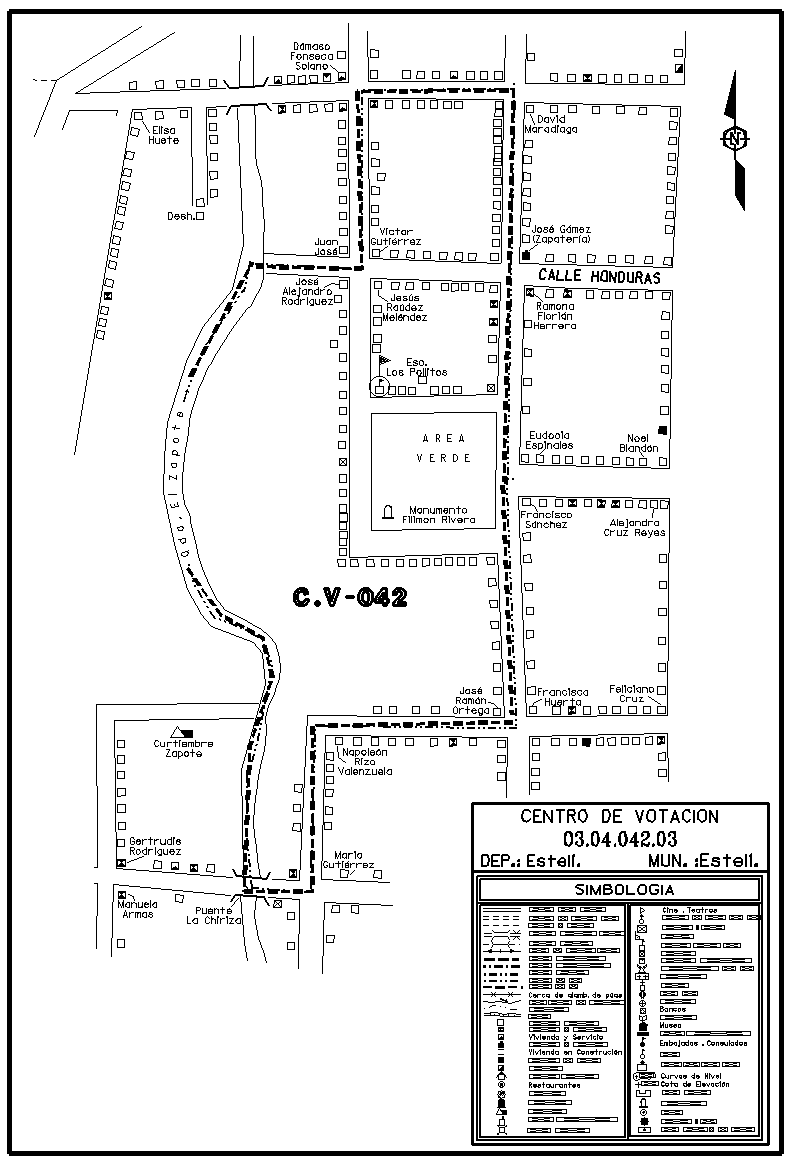 Dámaso
Fonseca
Solano
Elisa
Huete
David
Maradiaga
Desh.
Juan
José
Víctor
Gutiérrez
José Gámez
(Zapatería)
CALLE HONDURAS
José
Alejandro
Rodríguez
Jesús
Raúdez
Meléndez
Ramona
Florián
Herrera
Esc.
Los Pollitos
AREA
VERDE
Eudocia
Espinales
Noel
Blandón
Qda. El Zapote
Monumento
Filimon Rivera
Francisco
Sánchez
Alejandra
Cruz Reyes
C.V-042
José
Ramón
Ortega
Francisca
Huerta
Feliciano
Cruz
Curtiembre
Zapote
Napoleón
Rizo
Valenzuela
Gertrudis
Rodríguez
María
Gutiérrez
Manuela
Armas
Puente
La Chiriza
N
CENTRO DE VOTACION
03.04.042.03
DEP.: Estelí. MUN. :Estelí.
SIMBOLOGIA
Cine . Teatros
Cerca de alamb. de púas
Bancos
Museo
Vivienda y Servicio
Embajadas . Consulados
Vivienda en Construción
Curvas de Nivel
Restaurantes
Cota de Elevación